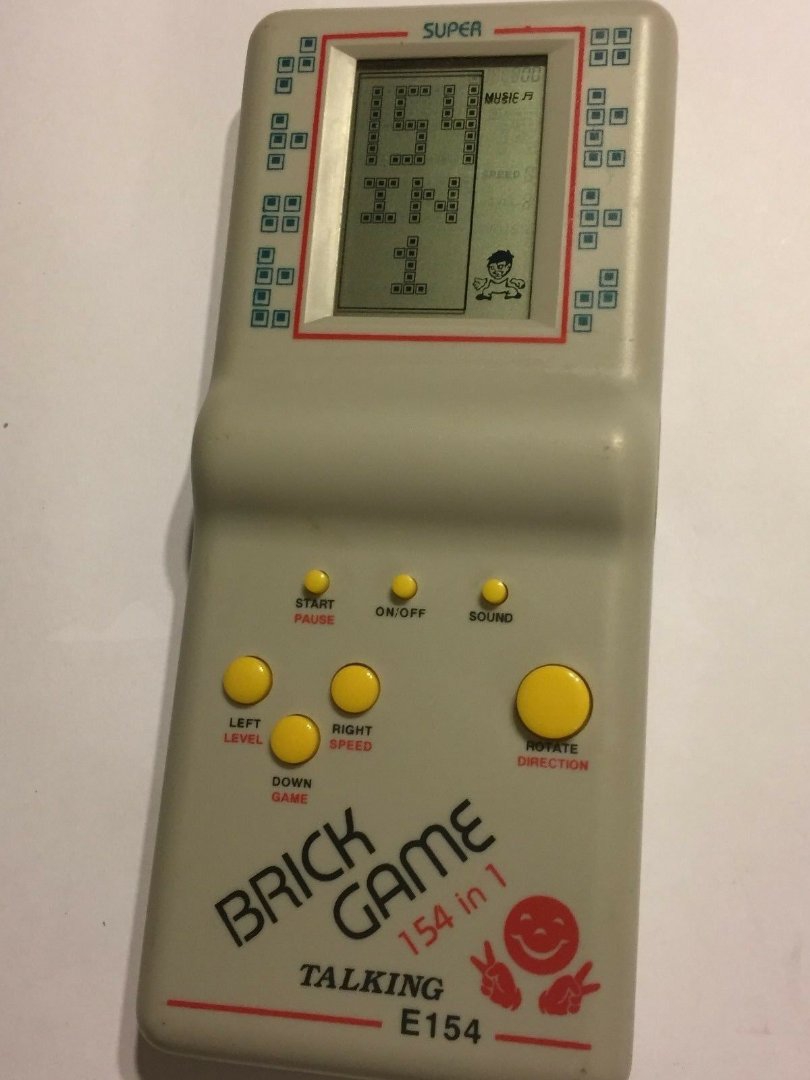 SUPER
154
IN
1
MUSIC
SPEED
START
PAUSE
ON/OFF
SOUND
LEFT
LEVEL
RIGHT
SPEED
DOWN
GAME
ROTATE
DIRECTION
BRICK
GAME
154 in 1
TALKING
E154